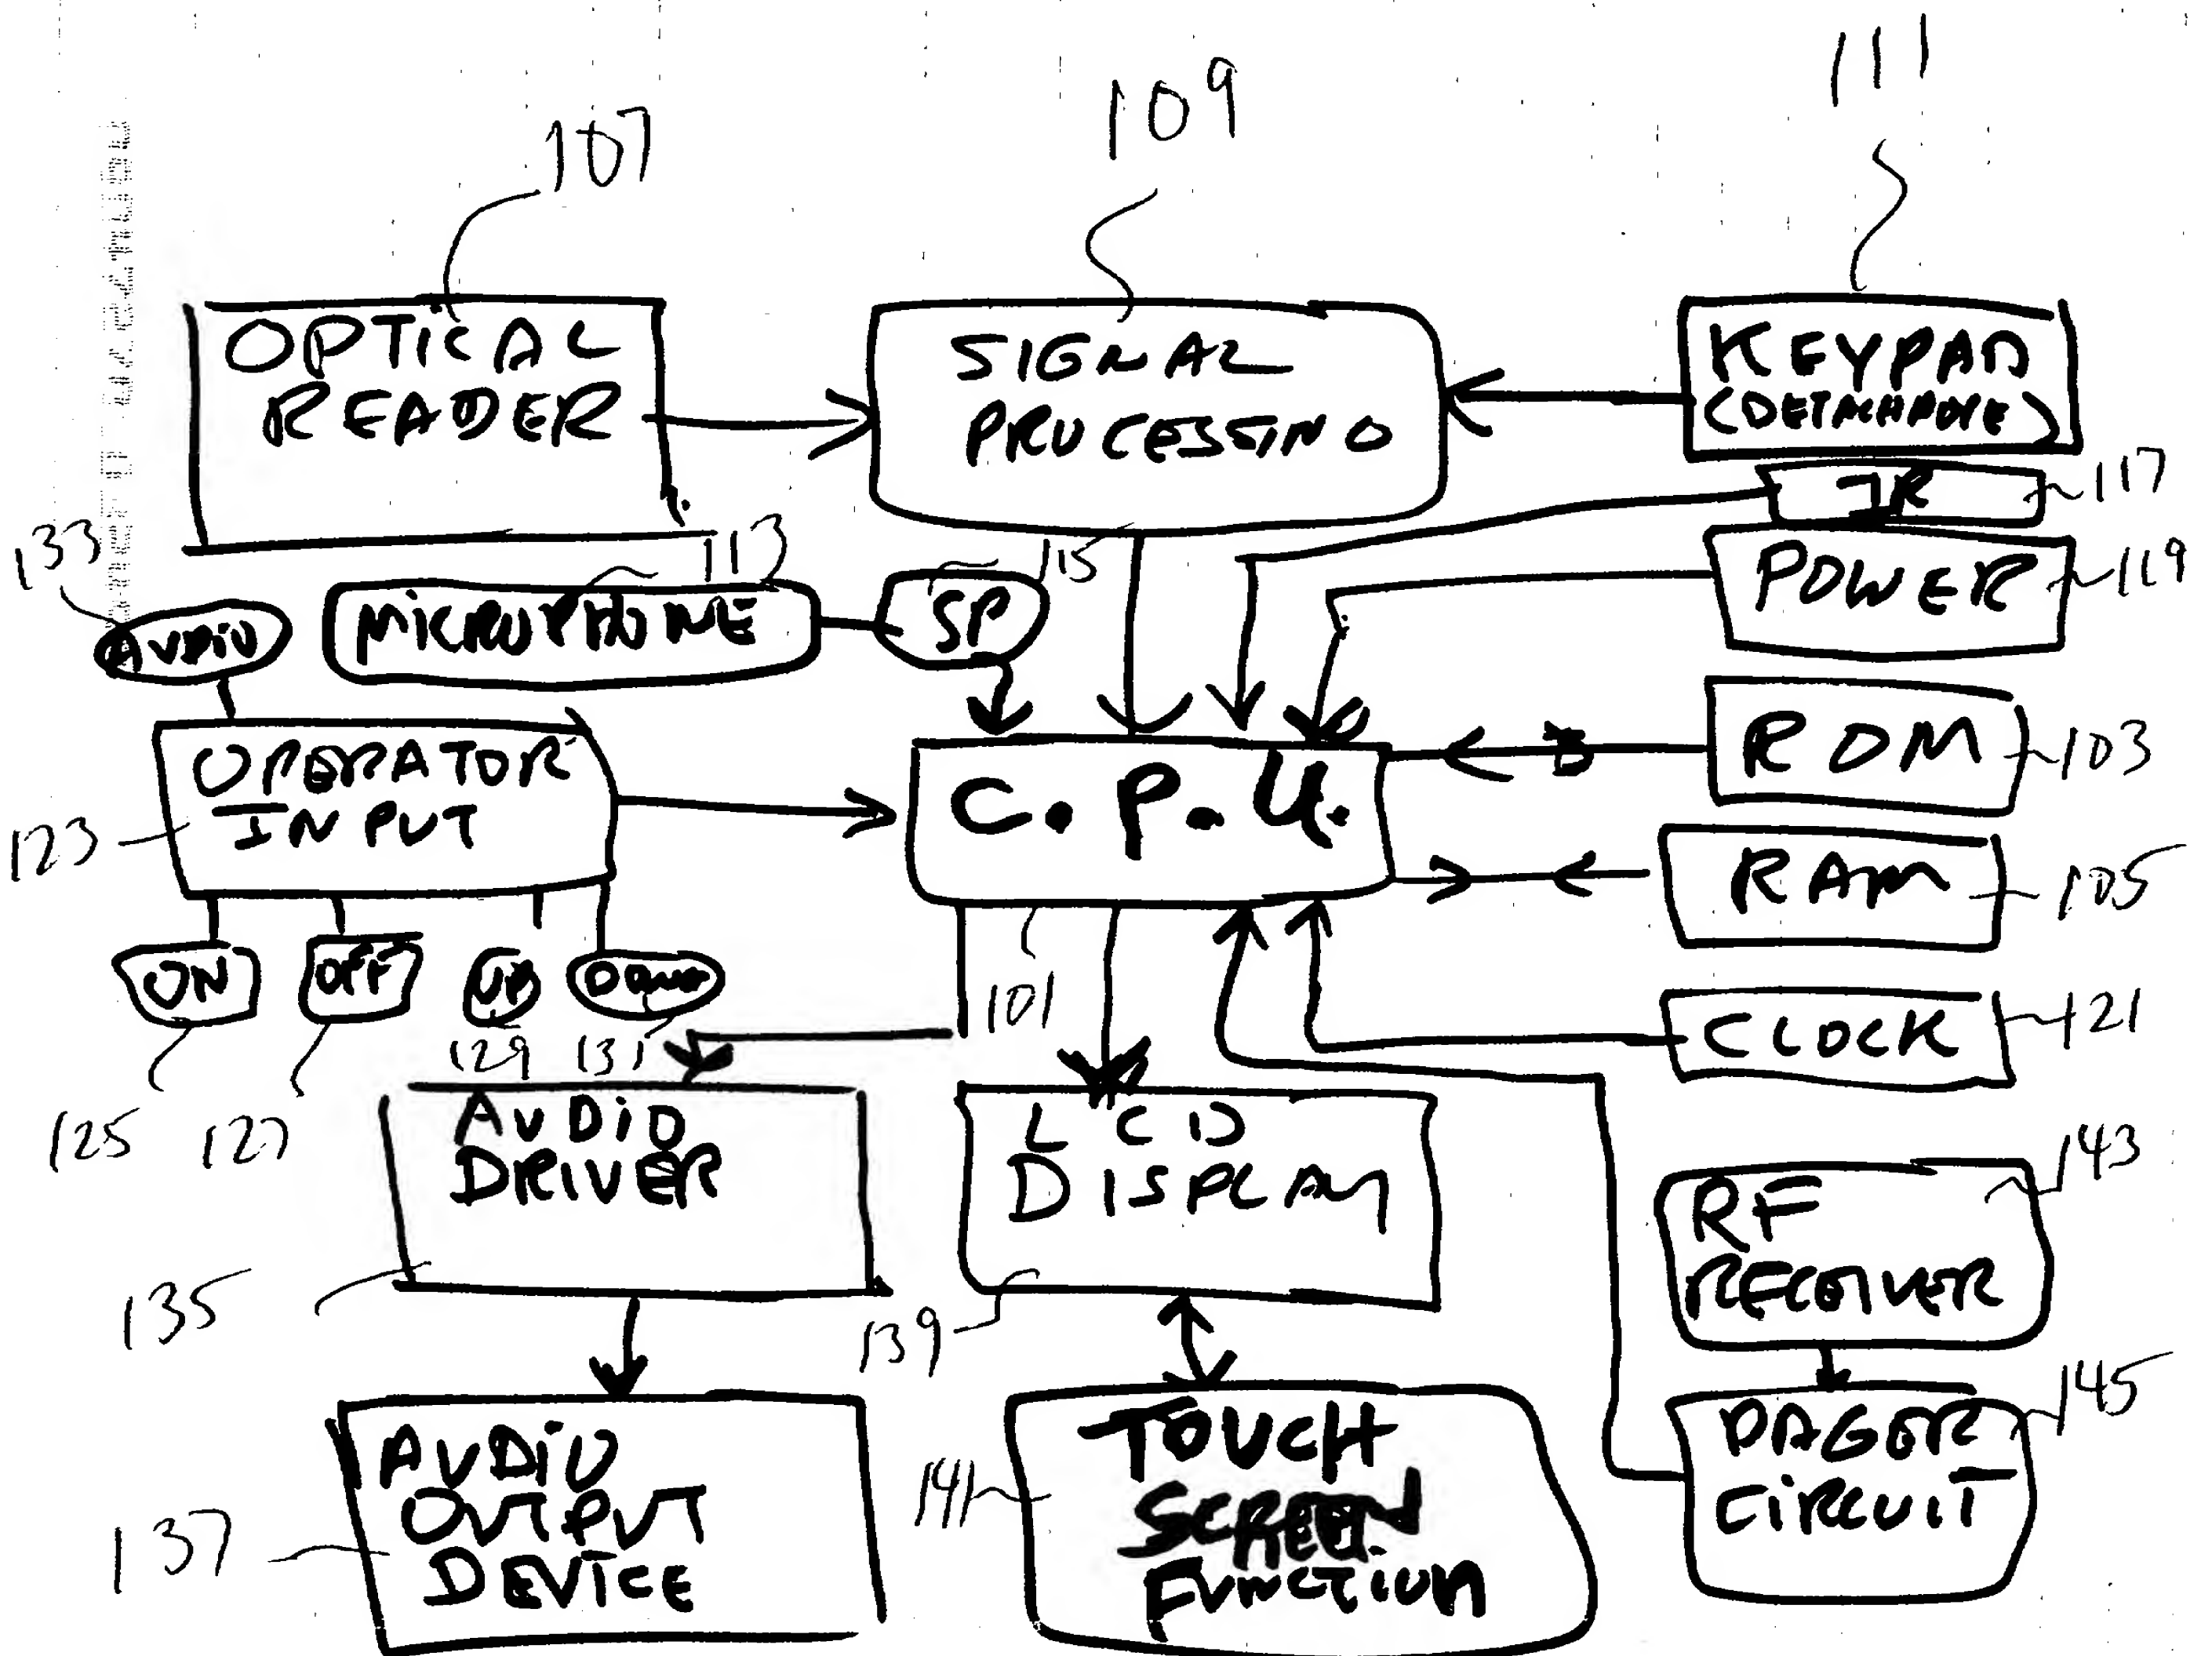 107
109
111
OPTICAL
READER
SIGNAL
PROCESSING
KEYPAD
(DETACHABLE)
IR
117
133
113
115
POWER
119
AUDIO
MICROPHONE
SP
ROM
103
OPERATOR
INPUT
123
C.P.U.
RAM
105
ON
OFF
UP
DOWN
101
CLOCK
121
129
131
125
127
AUDIO
DRIVER
LCD
DISPLAY
143
RF
RECEIVER
135
139
145
AUDIO
OUTPUT
DEVICE
137
141
TOUCH
SCREEN
FUNCTION
PAGER
CIRCUIT